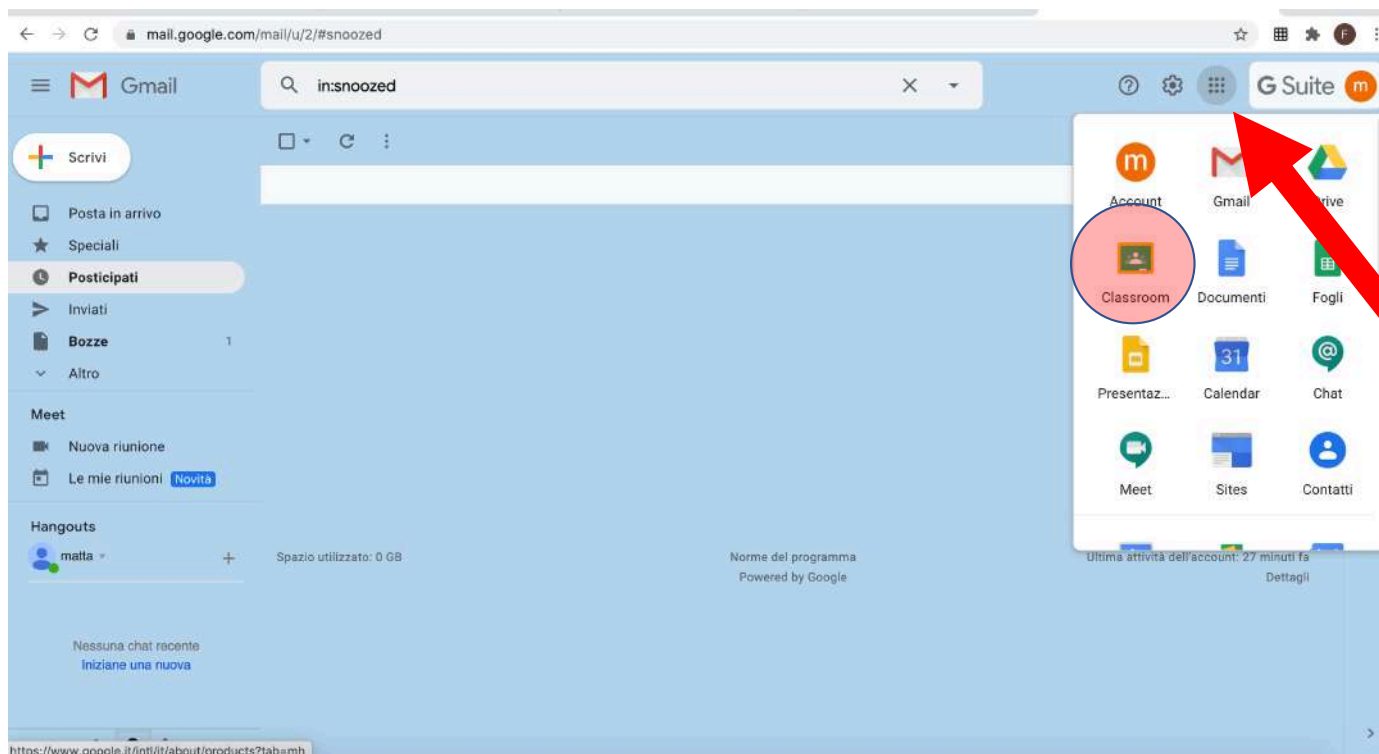 mail.google.com/mail/u/2/#snoozed
F
Gmail
in:snoozed
G Suite
m
Scrivi
Posta in arrivo
Speciali
Posticipati
Inviati
Bozze 1
Altro
Meet
Nuova riunione
Le mie riunioni Novità
Hangouts
matta
Nessuna chat recente
Iniziane una nuova
m
Account Gmail Drive
Classroom Documenti Fogli
31
Presentaz... Calendar Chat
Meet Sites Contatti
Spazio utilizzato: 0 GB
Norme del programma
Powered by Google
Ultima attività dell'account: 27 minuti fa
Dettagli
https://www.google.it/intl/it/about/products?tab=mh